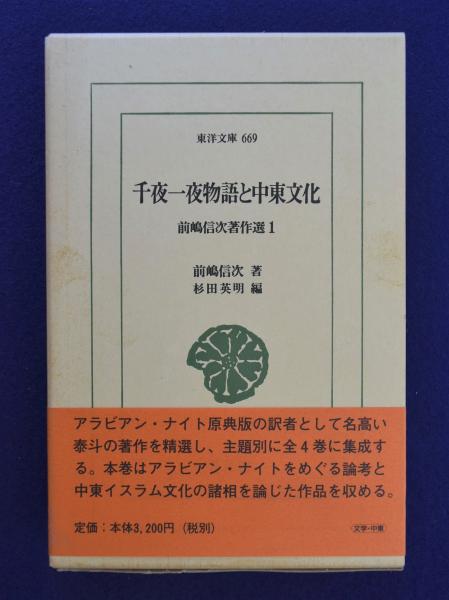 東洋文庫 669
千夜一夜物語と中東文化
前嶋信次著作選1
前嶋信次 著
杉田英明 編
アラビアン・ナイト原典版の訳者として名高い
泰斗の著作を精選し、主題別に全4巻に集成す
る。本巻はアラビアン・ナイトをめぐる論考と
中東イスラム文化の諸相を論じた作品を収める。
定価：本体3,200円（税別）
〈文学・中東〉